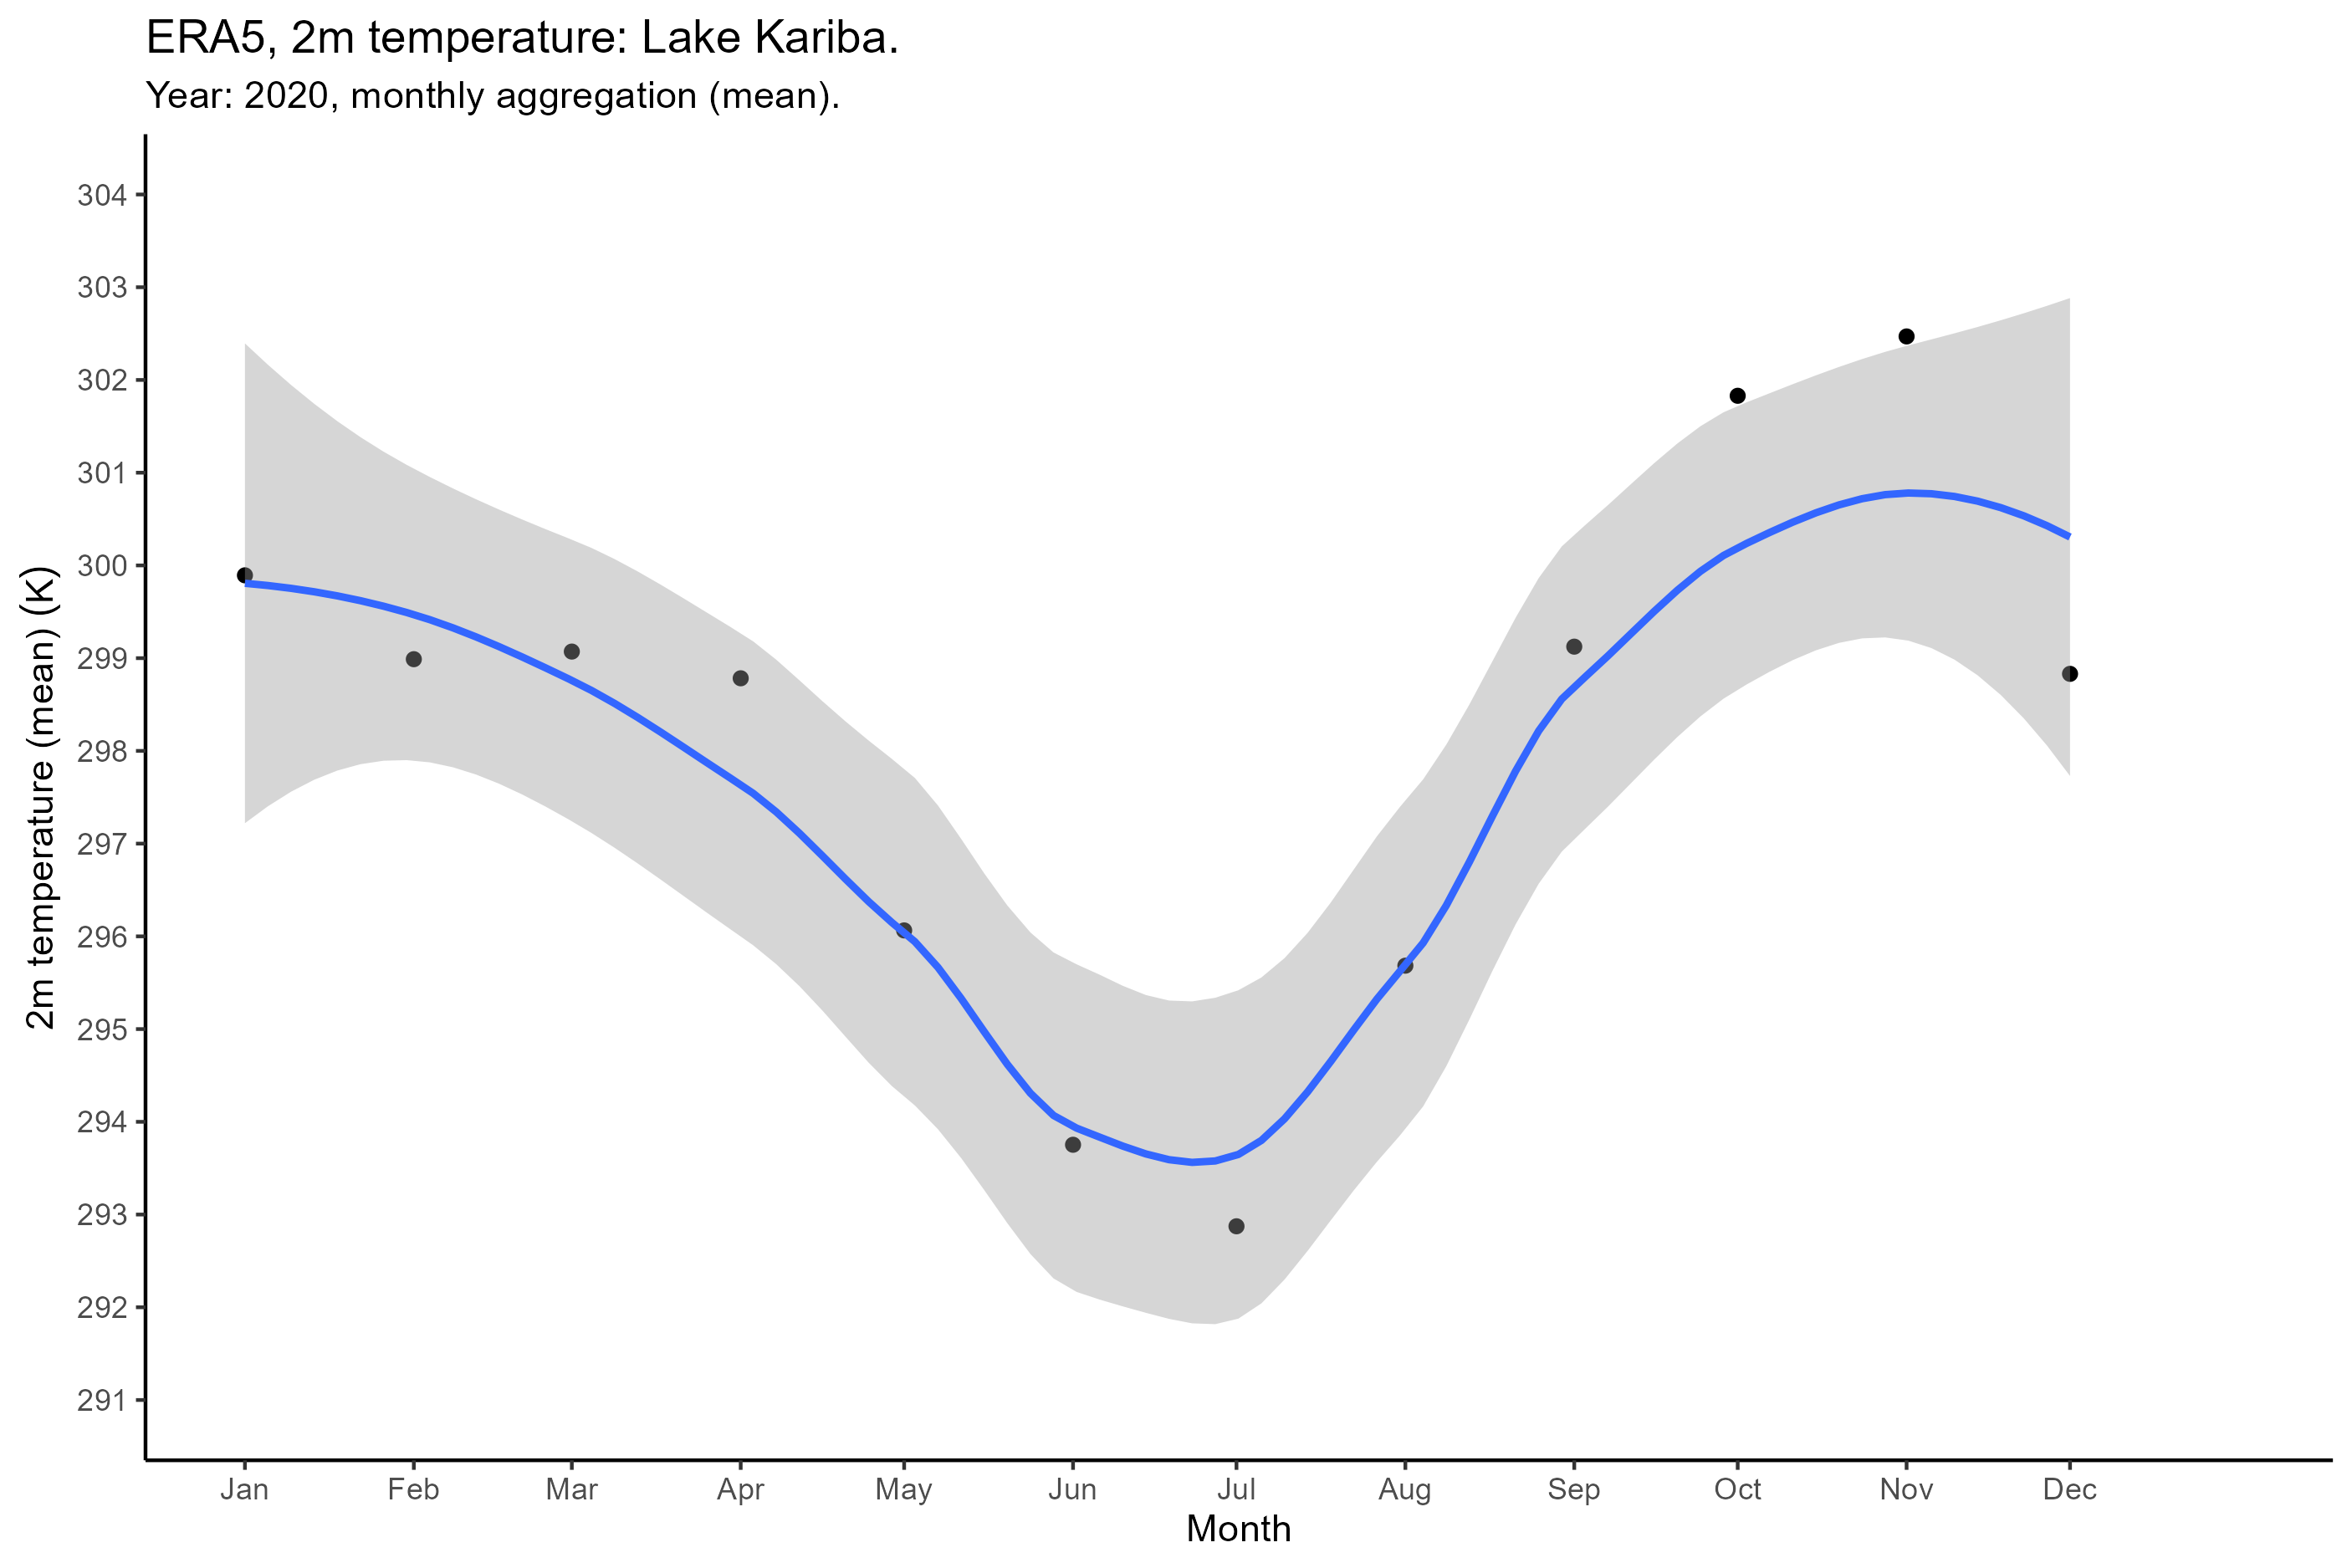 ERA5, 2m temperature: Lake Kariba.
Year: 2020, monthly aggregation (mean).
2m temperature (mean) (K)
304
303
302
301
300
299
298
297
296
295
294
293
292
291
Jan Feb Mar Apr May Jun Jul Aug Sep Oct Nov Dec
Month